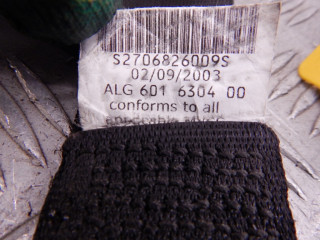 S2706826009S
02/09/2003
ALG 601 6304 00
conforms to all